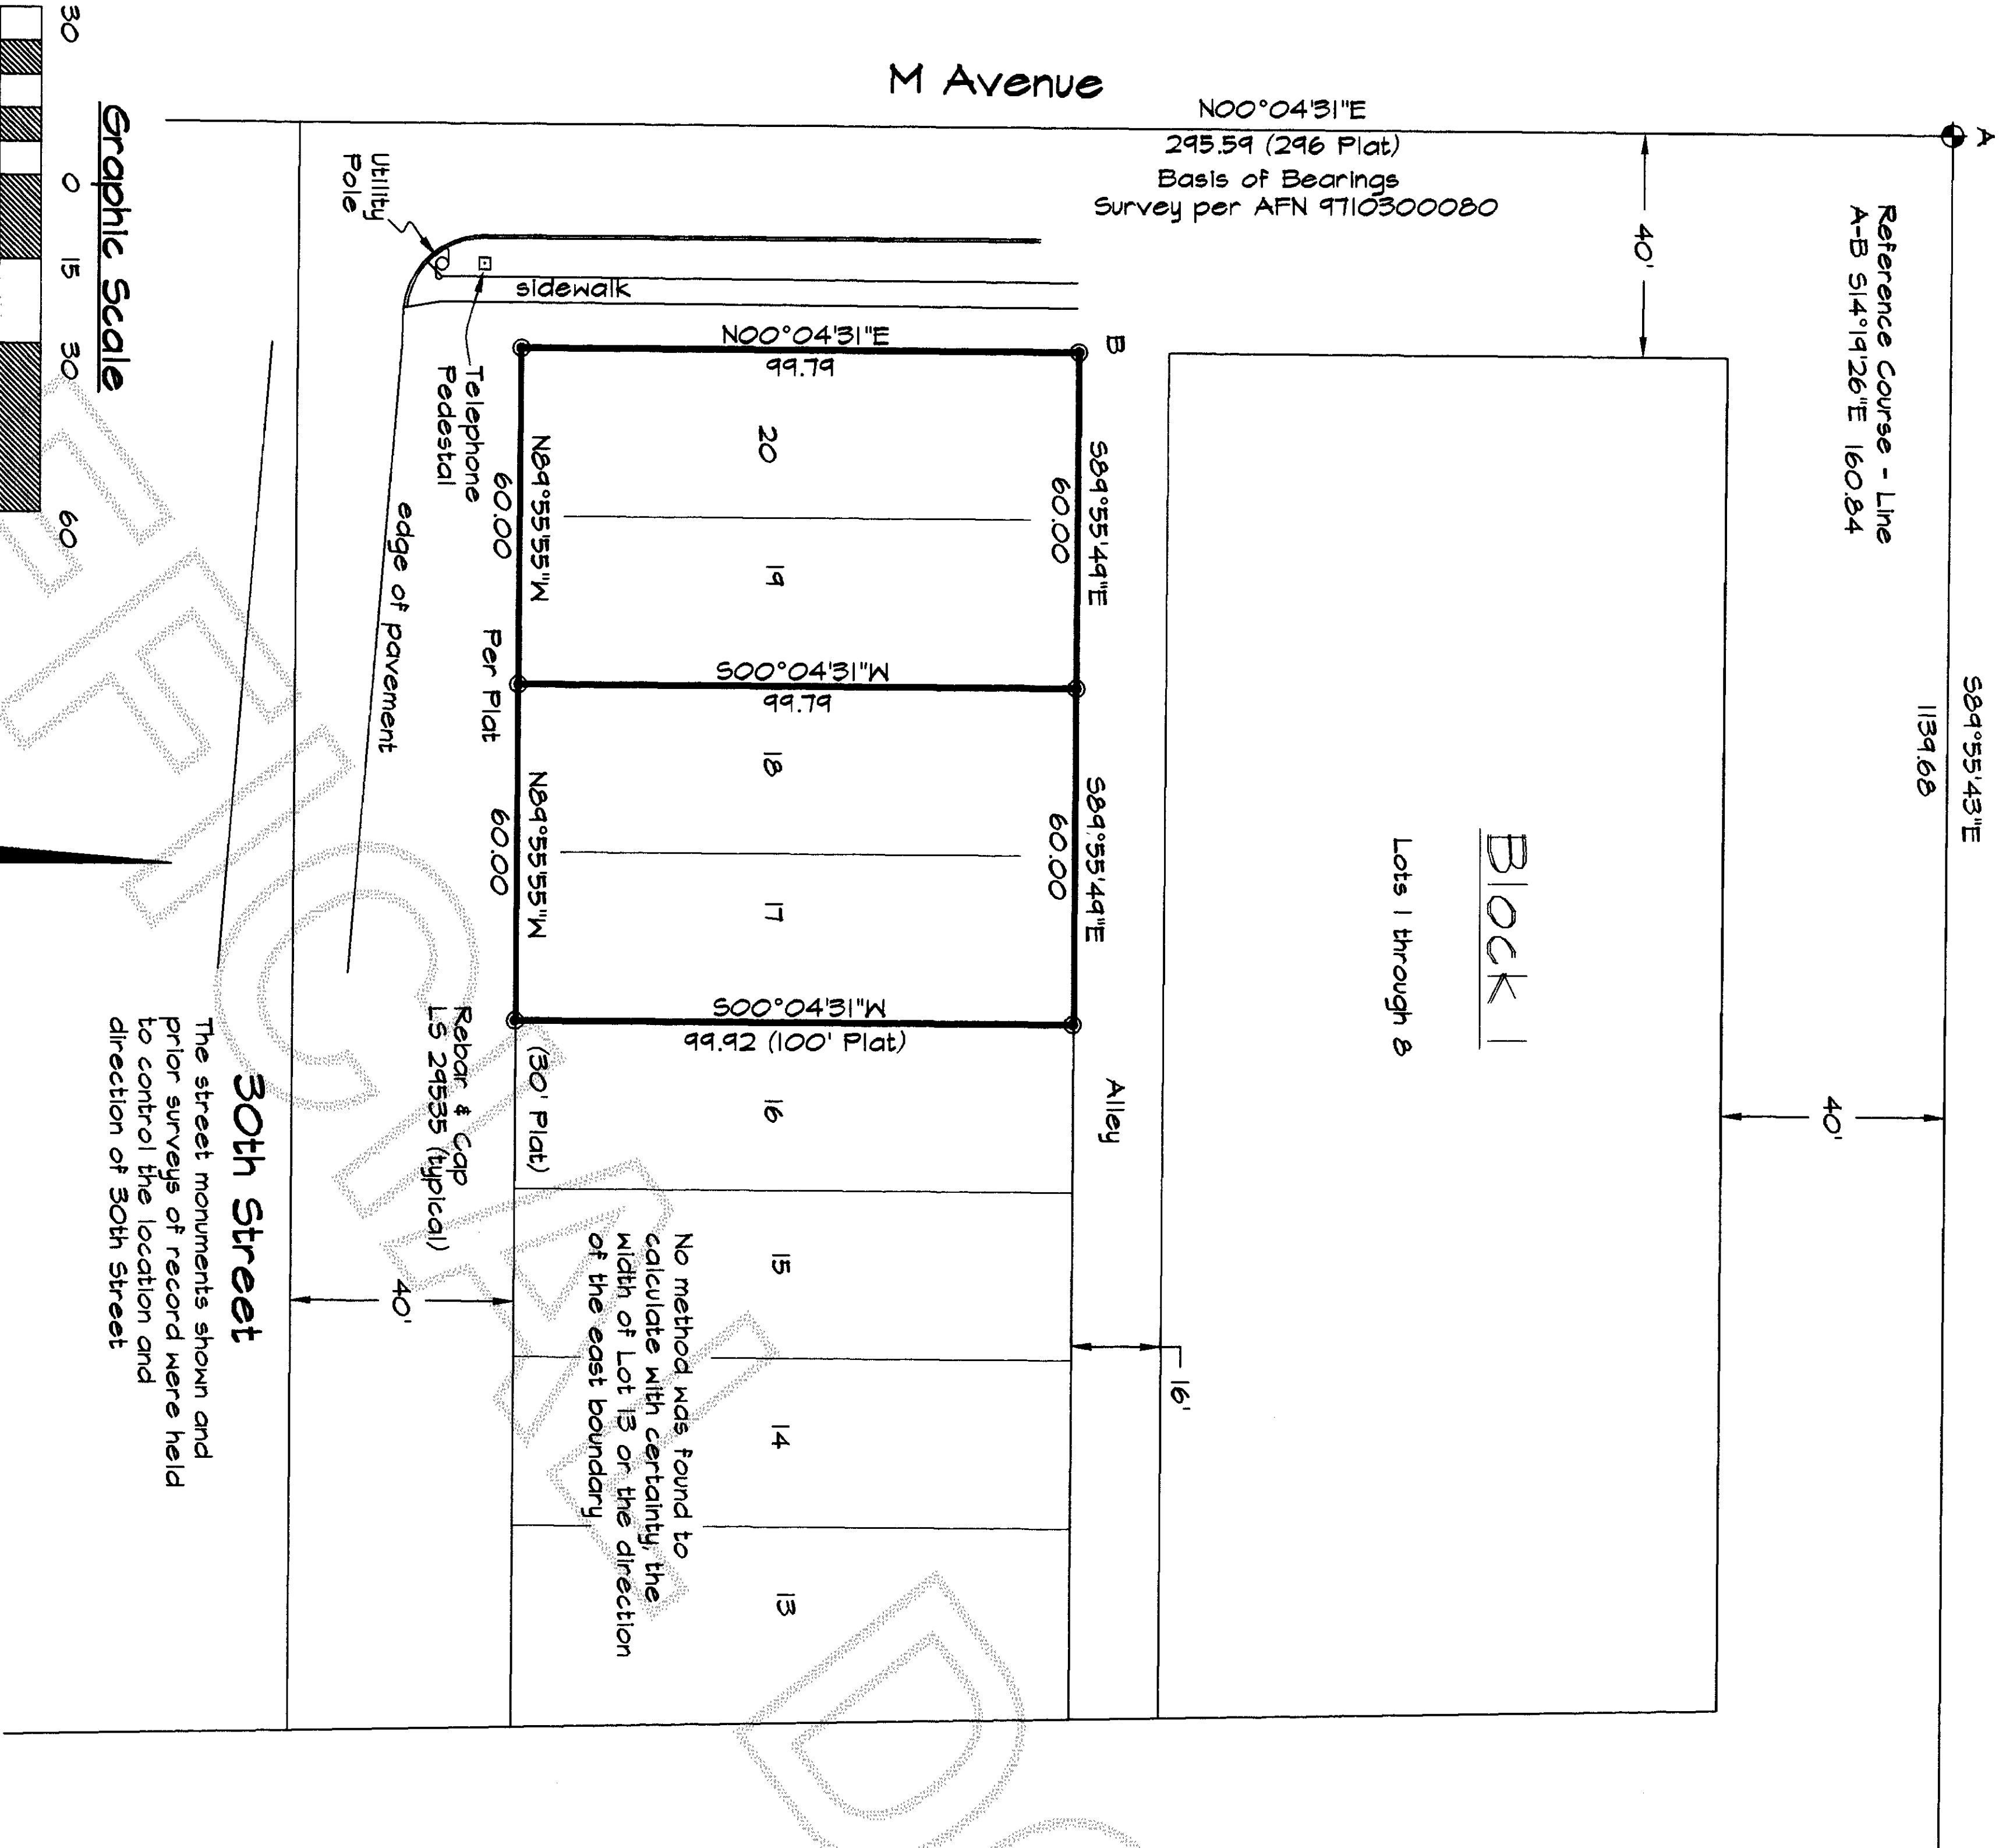 M Avenue
N00°04'31"E
295.59 (296 Plat)
Basis of Bearings
Survey per AFN 9710300080
A
Reference Course - Line
A-B S14°19'26"E 160.84
S89°55'43"E
1139.68
40'
40'
Block 1
Lots 1 through 8
Alley
16'
B
N00°04'31"E
99.79
S89°55'49"E
60.00
S89°55'49"E
60.00
20
19
18
17
16
15
14
13
S00°04'31"W
99.79
S00°04'31"W
99.92 (100' Plat)
N89°55'55"W
60.00
Per Plat
N89°55'55"W
60.00
(30' Plat)
Rebar & Cap
LS 29535 (typical)
No method was found to
calculate with certainty, the
width of Lot 13 or the direction
of the east boundary
sidewalk
Utility
Pole
Telephone
Pedestal
edge of pavement
40'
30th Street
The street monuments shown and
prior surveys of record were held
to control the location and
direction of 30th Street
Graphic Scale
30 0 15 30 60